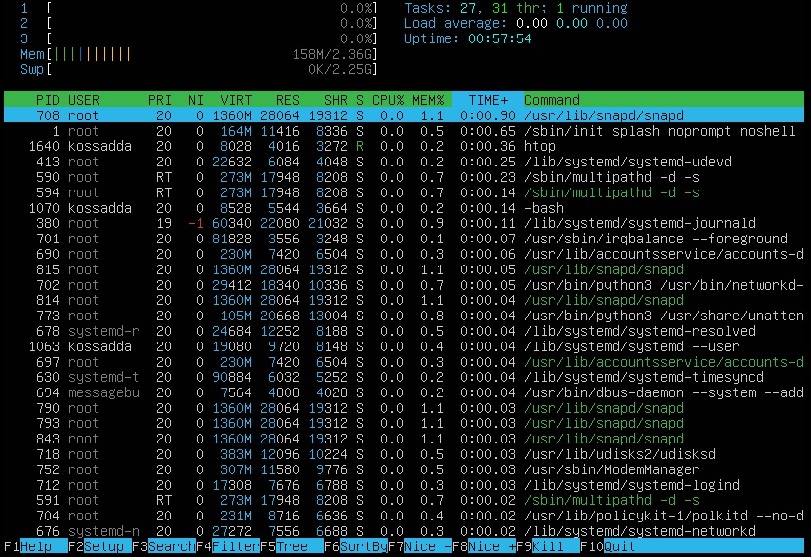 1 [ 0.0%] Tasks: 27, 31 thr; 1 running
2 [ 0.0%] Load average: 0.00 0.00 0.00
3 [ 0.0%] Uptime: 00:57:54
Mem[|||||||||| 158M/2.36G]
Swp[ 0K/2.25G]
PID USER PRI NI VIRT RES SHR S CPU% MEM% TIME+ Command
708 root 20 0 1360M 28064 19312 S 0.0 1.1 0:00.90 /usr/lib/snapd/snapd
1 root 20 0 164M 11416 8336 S 0.0 0.5 0:00.65 /sbin/init splash noprompt noshell
1640 kossadda 20 0 8028 4016 3272 R 0.0 0.2 0:00.36 htop
413 root 20 0 22632 6084 4048 S 0.0 0.2 0:00.25 /lib/systemd/systemd-udevd
590 root RT 0 273M 17948 8208 S 0.0 0.7 0:00.23 /sbin/multipathd -d -s
594 root RT 0 273M 17948 8208 S 0.0 0.7 0:00.14 /sbin/multipathd -d -s
1070 kossadda 20 0 8528 5544 3664 S 0.0 0.2 0:00.14 -bash
380 root 19 -1 60340 22080 21032 S 0.0 0.9 0:00.11 /lib/systemd/systemd-journald
701 root 20 0 81828 3556 3248 S 0.0 0.1 0:00.07 /usr/sbin/irqbalance --foreground
690 root 20 0 230M 7420 6504 S 0.0 0.3 0:00.06 /usr/lib/accountsservice/accounts-d
815 root 20 0 1360M 28064 19312 S 0.0 1.1 0:00.05 /usr/lib/snapd/snapd
702 root 20 0 29412 18340 10336 S 0.0 0.7 0:00.05 /usr/bin/python3 /usr/bin/networkd-
814 root 20 0 1360M 28064 19312 S 0.0 1.1 0:00.04 /usr/lib/snapd/snapd
773 root 20 0 105M 20668 13004 S 0.0 0.8 0:00.04 /usr/bin/python3 /usr/share/unatten
678 systemd-r 20 0 24684 12252 8188 S 0.0 0.5 0:00.04 /lib/systemd/systemd-resolved
1063 kossadda 20 0 19080 9720 8148 S 0.0 0.4 0:00.04 /lib/systemd/systemd --user
697 root 20 0 230M 7420 6504 S 0.0 0.3 0:00.04 /usr/lib/accountsservice/accounts-d
630 systemd-t 20 0 90884 6032 5252 S 0.0 0.2 0:00.04 /lib/systemd/systemd-timesyncd
694 messagebu 20 0 7564 4000 4020 S 0.0 0.2 0:00.04 /usr/bin/dbus-daemon --system --add
790 root 20 0 1360M 28064 19312 S 0.0 1.1 0:00.03 /usr/lib/snapd/snapd
793 root 20 0 1360M 28064 19312 S 0.0 1.1 0:00.03 /usr/lib/snapd/snapd
843 root 20 0 1360M 28064 19312 S 0.0 1.1 0:00.03 /usr/lib/snapd/snapd
718 root 20 0 383M 12096 10224 S 0.0 0.5 0:00.03 /usr/lib/udisks2/udisksd
752 root 20 0 307M 11580 9776 S 0.0 0.5 0:00.03 /usr/sbin/ModemManager
712 root 20 0 17308 7676 6788 S 0.0 0.3 0:00.03 /lib/systemd/systemd-logind
591 root RT 0 273M 17948 8208 S 0.0 0.7 0:00.02 /sbin/multipathd -d -s
704 root 20 0 231M 8716 6636 S 0.0 0.4 0:00.02 /usr/lib/policykit-1/polkitd --no-d
676 systemd-n 20 0 27272 7556 6688 S 0.0 0.3 0:00.02 /lib/systemd/systemd-networkd
F1Help F2Setup F3SearchF4FilterF5Tree F6SortByF7Nice -F8Nice +F9Kill F10Quit